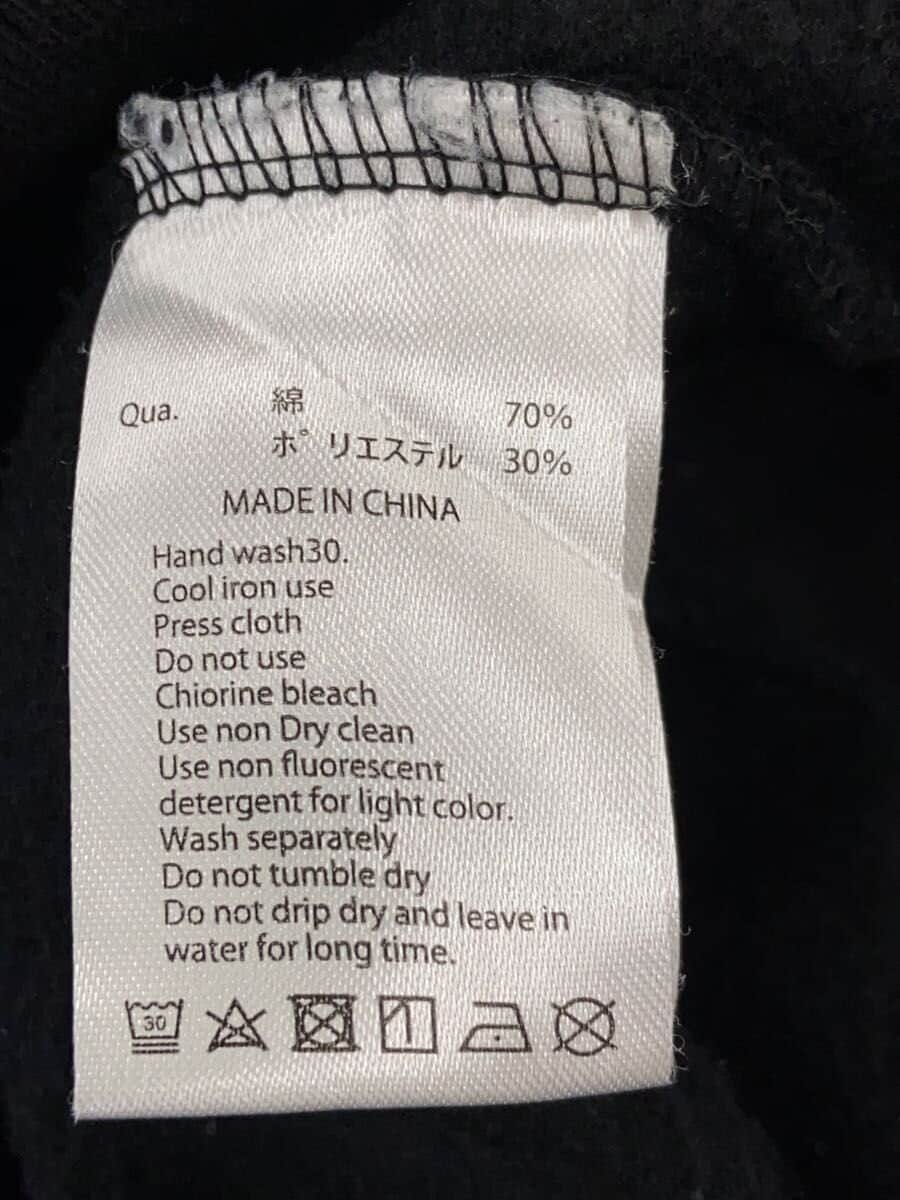 Qua. 綿 70%
ポリエステル 30%
MADE IN CHINA
Hand wash30.
Cool iron use
Press cloth
Do not use
Chiorine bleach
Use non Dry clean
Use non fluorescent
detergent for light color.
Wash separately
Do not tumble dry
Do not drip dry and leave in
water for long time.
30